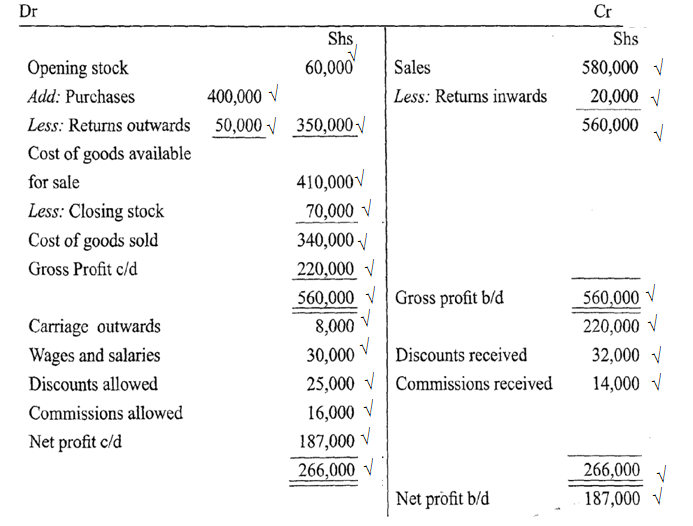 Dr Cr
Shs √ Shs
Opening stock 60,000 Sales 580,000 √
Add: Purchases 400,000 √ Less: Returns inwards 20,000 √
Less: Returns outwards 50,000 √ 350,000 √ 560,000 √
Cost of goods available
for sale 410,000 √
Less: Closing stock 70,000 √
Cost of goods sold 340,000 √
Gross Profit c/d 220,000 √
560,000 √ Gross profit b/d 560,000 √
Carriage outwards 8,000 √ 220,000 √
Wages and salaries 30,000 √ Discounts received 32,000 √
Discounts allowed 25,000 √ Commissions received 14,000 √
Commissions allowed 16,000 √
Net profit c/d 187,000 √
266,000 √ 266,000 √
Net profit b/d 187,000 √